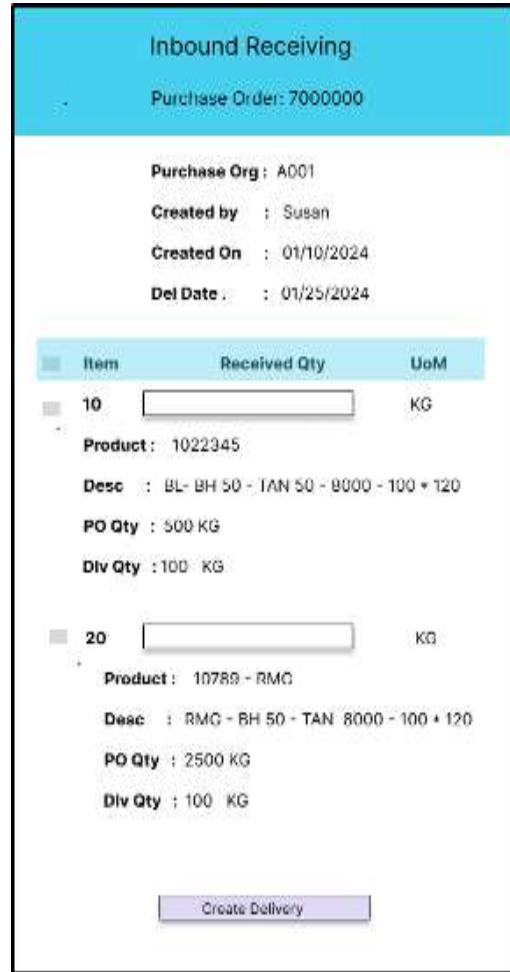 Inbound Receiving
Purchase Order: 7000000
Purchase Org : A001
Created by : Susan
Created On : 01/10/2024
Del Date . : 01/25/2024
Item Received Qty UoM
10 KG
Product : 1022345
Desc : BL- BH 50 - TAN 50 - 8000 - 100 * 120
PO Qty : 500 KG
Dlv Qty : 100 KG
20 KG
Product : 10789 - RMG
Desc : RMG - BH 50 - TAN 8000 - 100 * 120
PO Qty : 2500 KG
Dlv Qty : 100 KG
Create Delivery